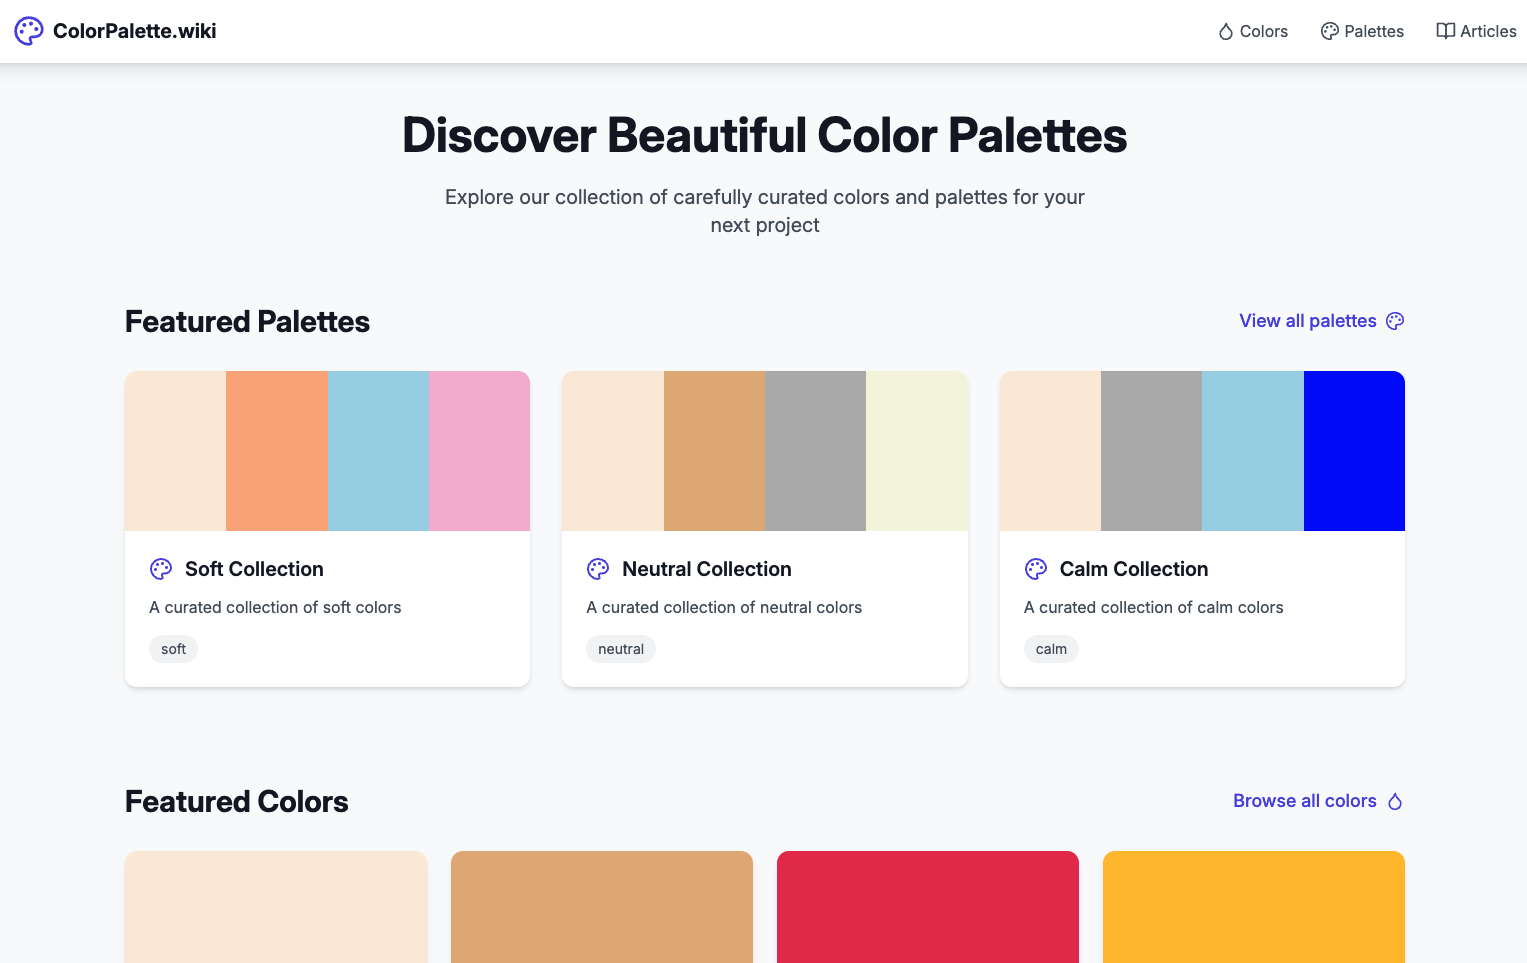 ColorPalette.wiki
Colors
Palettes
Articles
Discover Beautiful Color Palettes
Explore our collection of carefully curated colors and palettes for your
next project
Featured Palettes
View all palettes
Soft Collection
A curated collection of soft colors
soft
Neutral Collection
A curated collection of neutral colors
neutral
Calm Collection
A curated collection of calm colors
calm
Featured Colors
Browse all colors